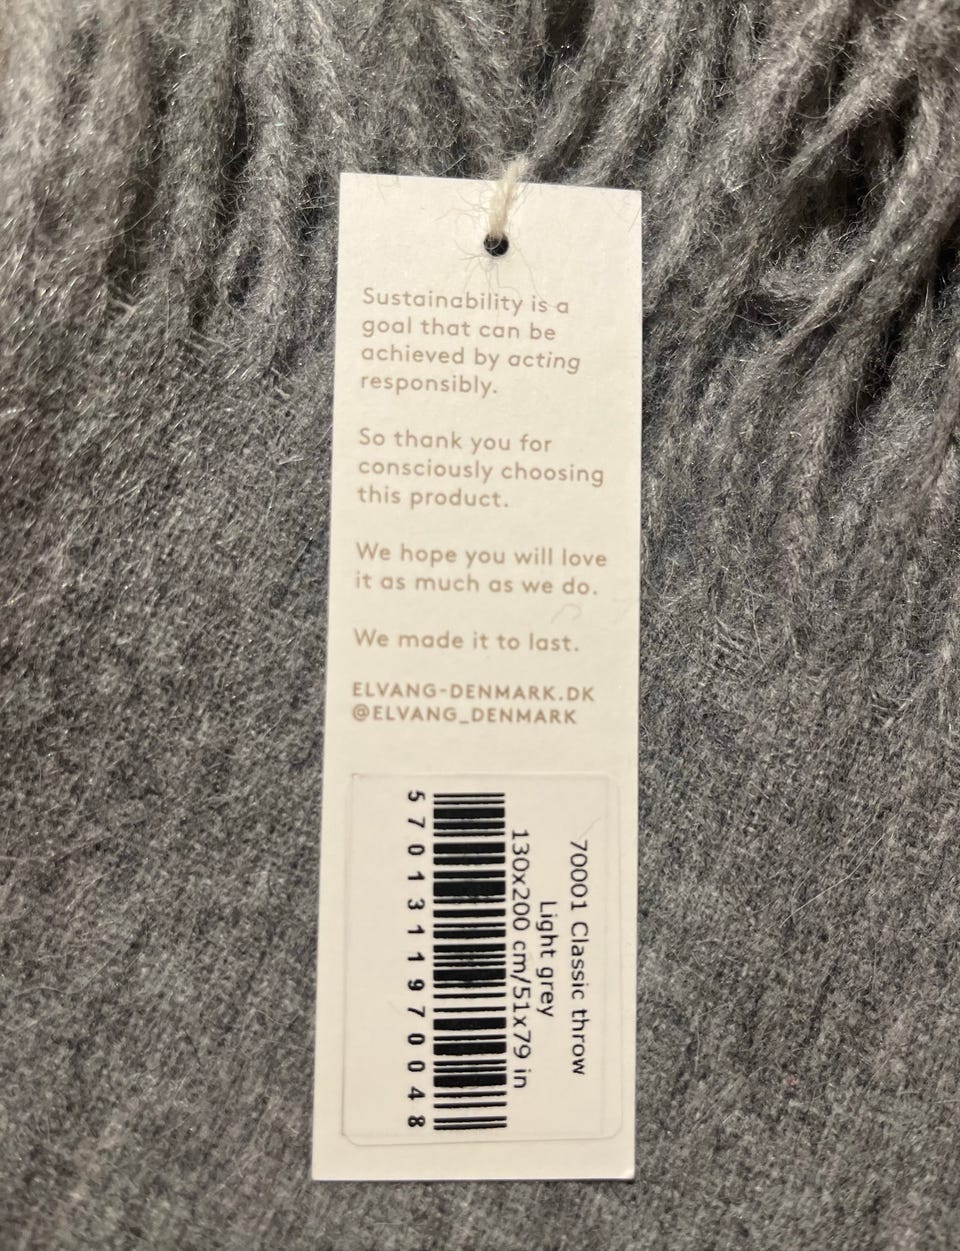 Sustainability is a
goal that can be
achieved by acting
responsibly.
So thank you for
consciously choosing
this product.
We hope you will love
it as much as we do.
We made it to last.
ELVANG-DENMARK.DK
@ELVANG_DENMARK
70001 Classic throw
Light grey
130x200 cm/51x79 in
5701311970048